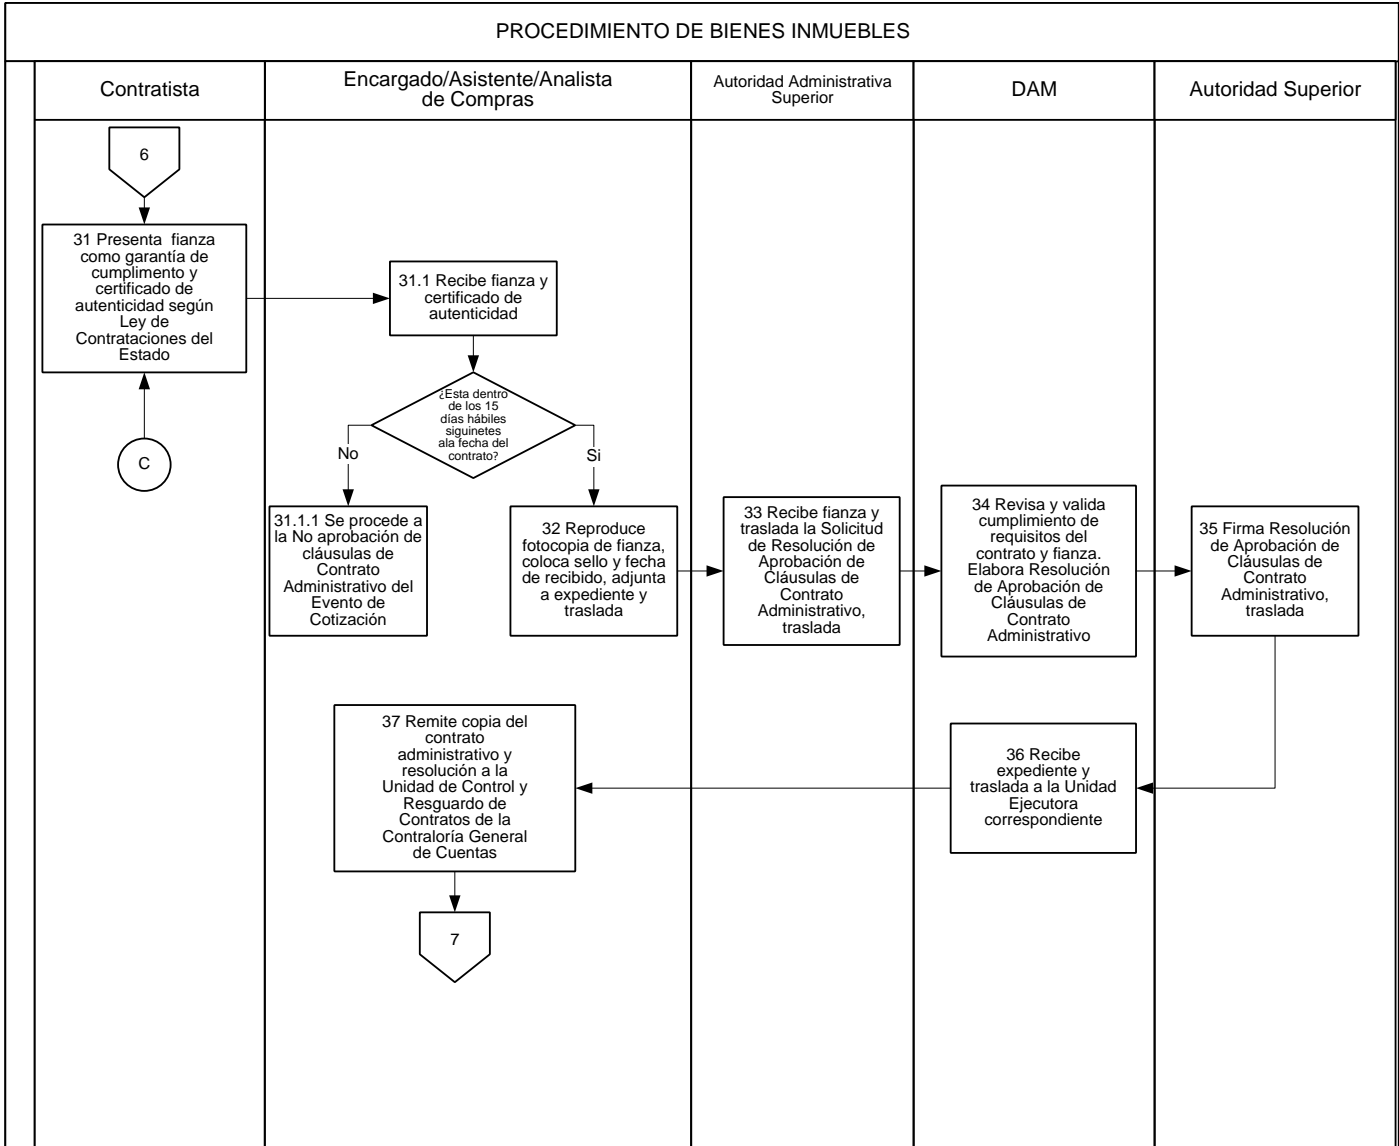 PROCEDIMIENTO DE BIENES INMUEBLES
Contratista
Encargado/Asistente/Analista
de Compras
Autoridad Administrativa
Superior
DAM
Autoridad Superior
6
31 Presenta  fianza
como garantía de
cumplimento y
certificado de
autenticidad según
Ley de
Contrataciones del
Estado
C
31.1 Recibe fianza y
certificado de
autenticidad
¿Esta dentro
de los 15
días hábiles
siguinetes
ala fecha del
contrato?
No
Si
31.1.1 Se procede a
la No aprobación de
cláusulas de
Contrato
Administrativo del
Evento de
Cotización
32 Reproduce
fotocopia de fianza,
coloca sello y fecha
de recibido, adjunta
a expediente y
traslada
33 Recibe fianza y
traslada la Solicitud
de Resolución de
Aprobación de
Cláusulas de
Contrato
Administrativo,
traslada
34 Revisa y valida
cumplimiento de
requisitos del
contrato y fianza.
Elabora Resolución
de Aprobación de
Cláusulas de
Contrato
Administrativo
35 Firma Resolución
de Aprobación de
Cláusulas de
Contrato
Administrativo,
traslada
36 Recibe
expediente y
traslada a la Unidad
Ejecutora
correspondiente
37 Remite copia del
contrato
administrativo y
resolución a la
Unidad de Control y
Resguardo de
Contratos de la
Contraloría General
de Cuentas
7